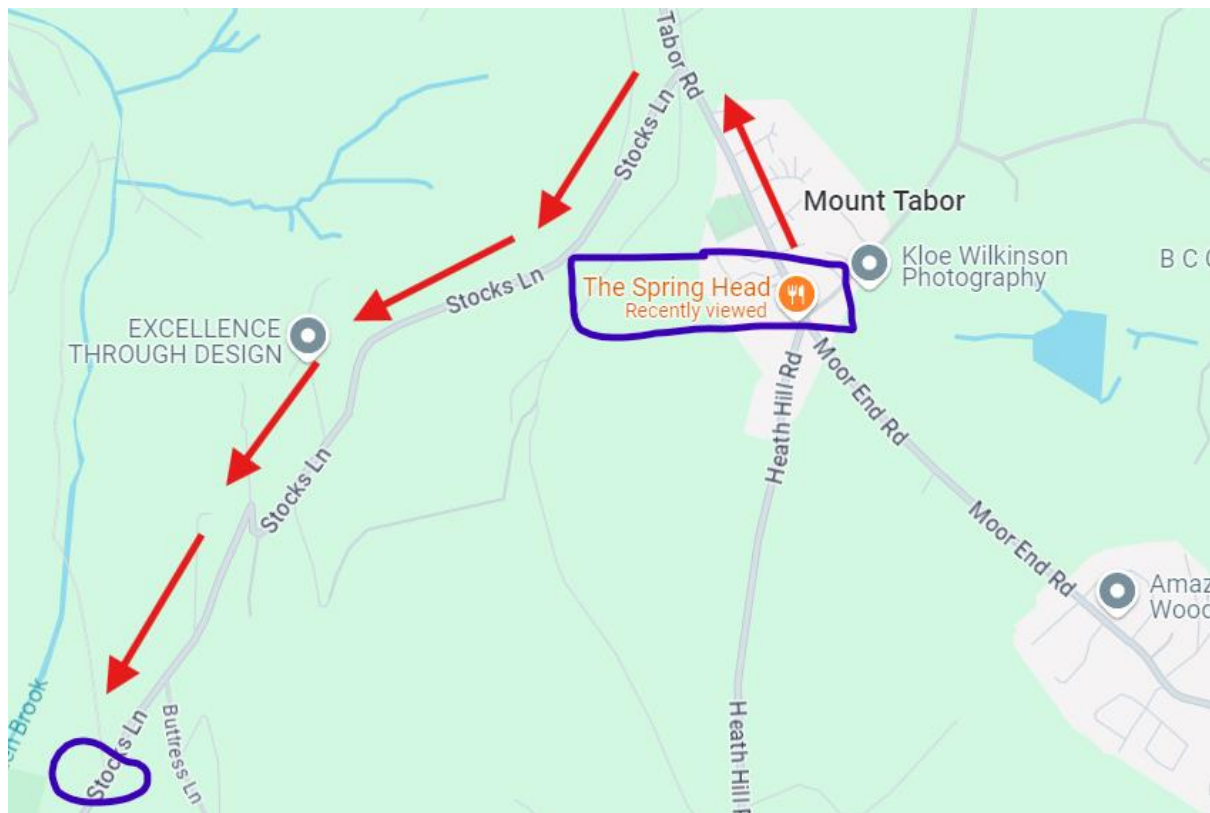 Tabor Rd
Stocks Ln
Mount Tabor
Kloe Wilkinson
Photography
B C
The Spring Head
Recently viewed
Stocks Ln
EXCELLENCE
THROUGH DESIGN
Moor End Rd
Heath Hill Rd
Stocks Ln
Moor End Rd
Amaz
Wood
en Brook
Stocks Ln
Buttress Ln
Heath Hill R